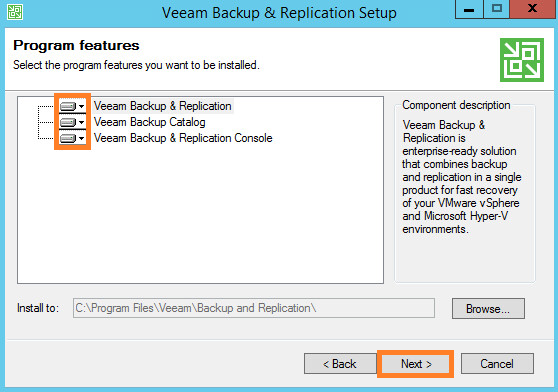 Veeam Backup & Replication Setup
Program features
Select the program features you want to be installed.
Veeam Backup & Replication
Veeam Backup Catalog
Veeam Backup & Replication Console
Component description
Veeam Backup &
Replication is
enterprise-ready solution
that combines backup
and replication in a single
product for fast recovery
of your VMware vSphere
and Microsoft Hyper-V
environments.
Install to: C:\Program Files\Veeam\Backup and Replication\ Browse...
< Back Next > Cancel